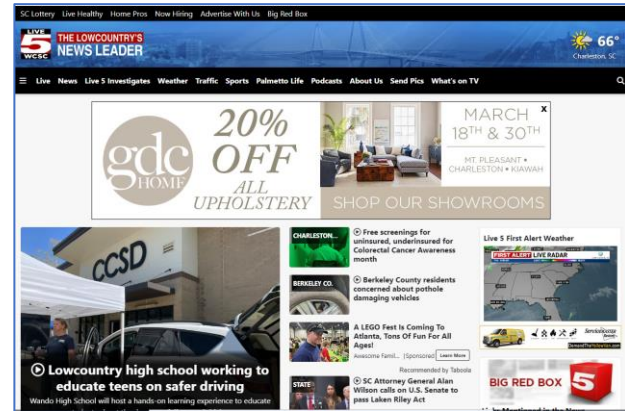 SC Lottery Live Healthy Home Pros Now Hiring Advertise With Us Big Red Box
LIVE
5
WCSC
THE LOWCOUNTRY'S
NEWS LEADER
66°
Charleston, SC
Live News Live 5 Investigates Weather Traffic Sports Palmetto Life Podcasts About Us Send Pics What's on TV
gdc
HOME
20%
OFF
ALL
UPHOLSTERY
MARCH
18TH & 30TH
X
MT. PLEASANT •
CHARLESTON • KIAWAH
SHOP OUR SHOWROOMS
CCSD
Lowcountry high school working to
educate teens on safer driving
Wando High School will host a hands-on learning experience to educate
CHARLESTON...
Free screenings for
uninsured, underinsured for
Colorectal Cancer Awareness
month
BERKELEY CO.
Berkeley County residents
concerned about pothole
damaging vehicles
A LEGO Fest Is Coming To
Atlanta, Tons Of Fun For All
Ages!
Awesome Famil... | Sponsored Learn More
Recommended by Taboola
STATE
SC Attorney General Alan
Wilson calls on U.S. Senate to
pass Laken Riley Act
Live 5 First Alert Weather
FIRST ALERT LIVE RADAR
BIG RED BOX 5